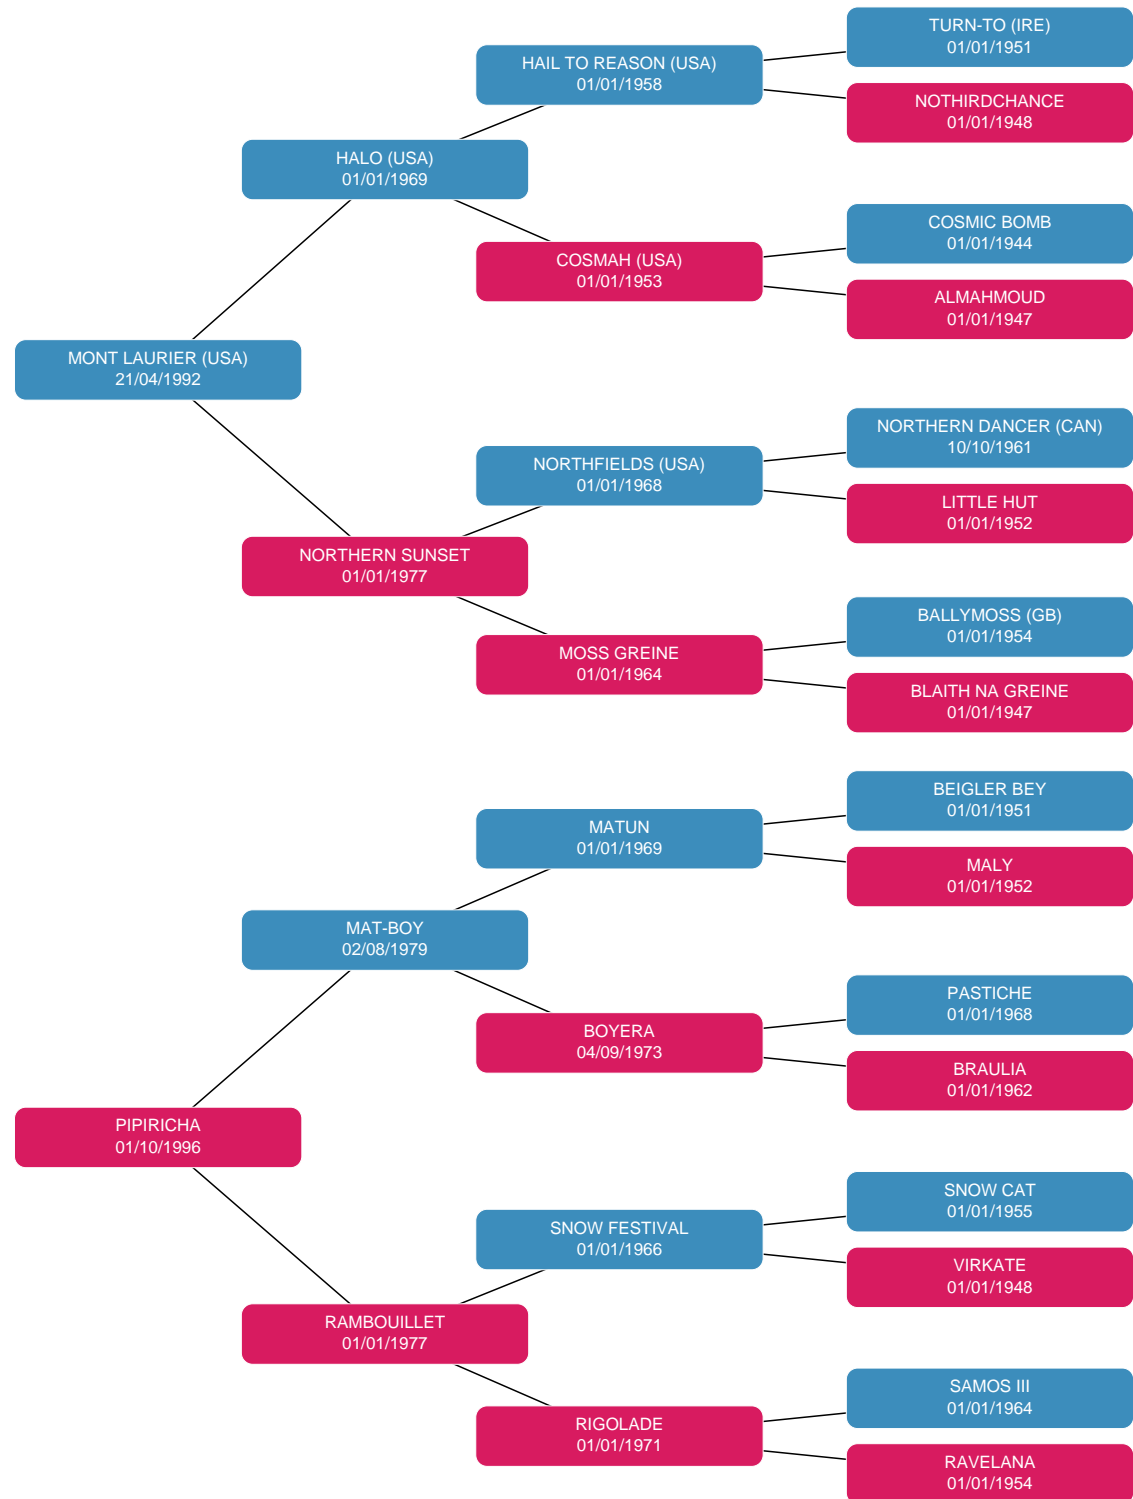 TURN-TO (IRE)
01/01/1951
HAIL TO REASON (USA)
01/01/1958
NOTHIRDCHANCE
01/01/1948
HALO (USA)
01/01/1969
COSMIC BOMB
01/01/1944
COSMAH (USA)
01/01/1953
ALMAHMOUD
01/01/1947
MONT LAURIER (USA)
21/04/1992
NORTHERN DANCER (CAN)
10/10/1961
NORTHFIELDS (USA)
01/01/1968
LITTLE HUT
01/01/1952
NORTHERN SUNSET
01/01/1977
BALLYMOSS (GB)
01/01/1954
MOSS GREINE
01/01/1964
BLAITH NA GREINE
01/01/1947
BEIGLER BEY
01/01/1951
MATUN
01/01/1969
MALY
01/01/1952
MAT-BOY
02/08/1979
PASTICHE
01/01/1968
BOYERA
04/09/1973
BRAULIA
01/01/1962
PIPIRICHA
01/10/1996
SNOW CAT
01/01/1955
SNOW FESTIVAL
01/01/1966
VIRKATE
01/01/1948
RAMBOUILLET
01/01/1977
SAMOS III
01/01/1964
RIGOLADE
01/01/1971
RAVELANA
01/01/1954